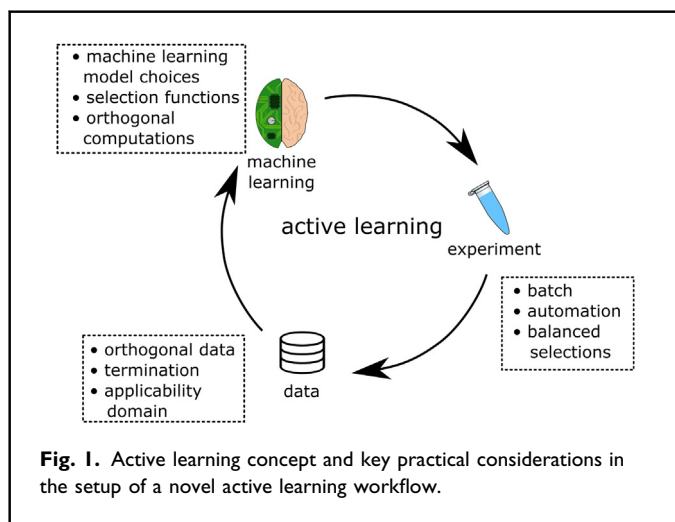 • machine learning
model choices
• selection functions
• orthogonal
computations
machine
learning
active learning
experiment
• batch
• automation
• balanced
selections
• orthogonal data
• termination
• applicability
domain
data
Fig. 1. Active learning concept and key practical considerations in
the setup of a novel active learning workflow.